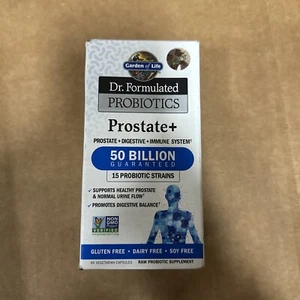 Garden of Life
Dr. Formulated
PROBIOTICS
Prostate+
PROSTATE + DIGESTIVE + IMMUNE SYSTEM†
50 BILLION
GUARANTEED
15 PROBIOTIC STRAINS
✓ SUPPORTS HEALTHY PROSTATE
& NORMAL URINE FLOW†
✓ PROMOTES DIGESTIVE BALANCE†
NON
GMO
VERIFIED
GLUTEN FREE • DAIRY FREE • SOY FREE
60 VEGETARIAN CAPSULES
RAW PROBIOTIC SUPPLEMENT